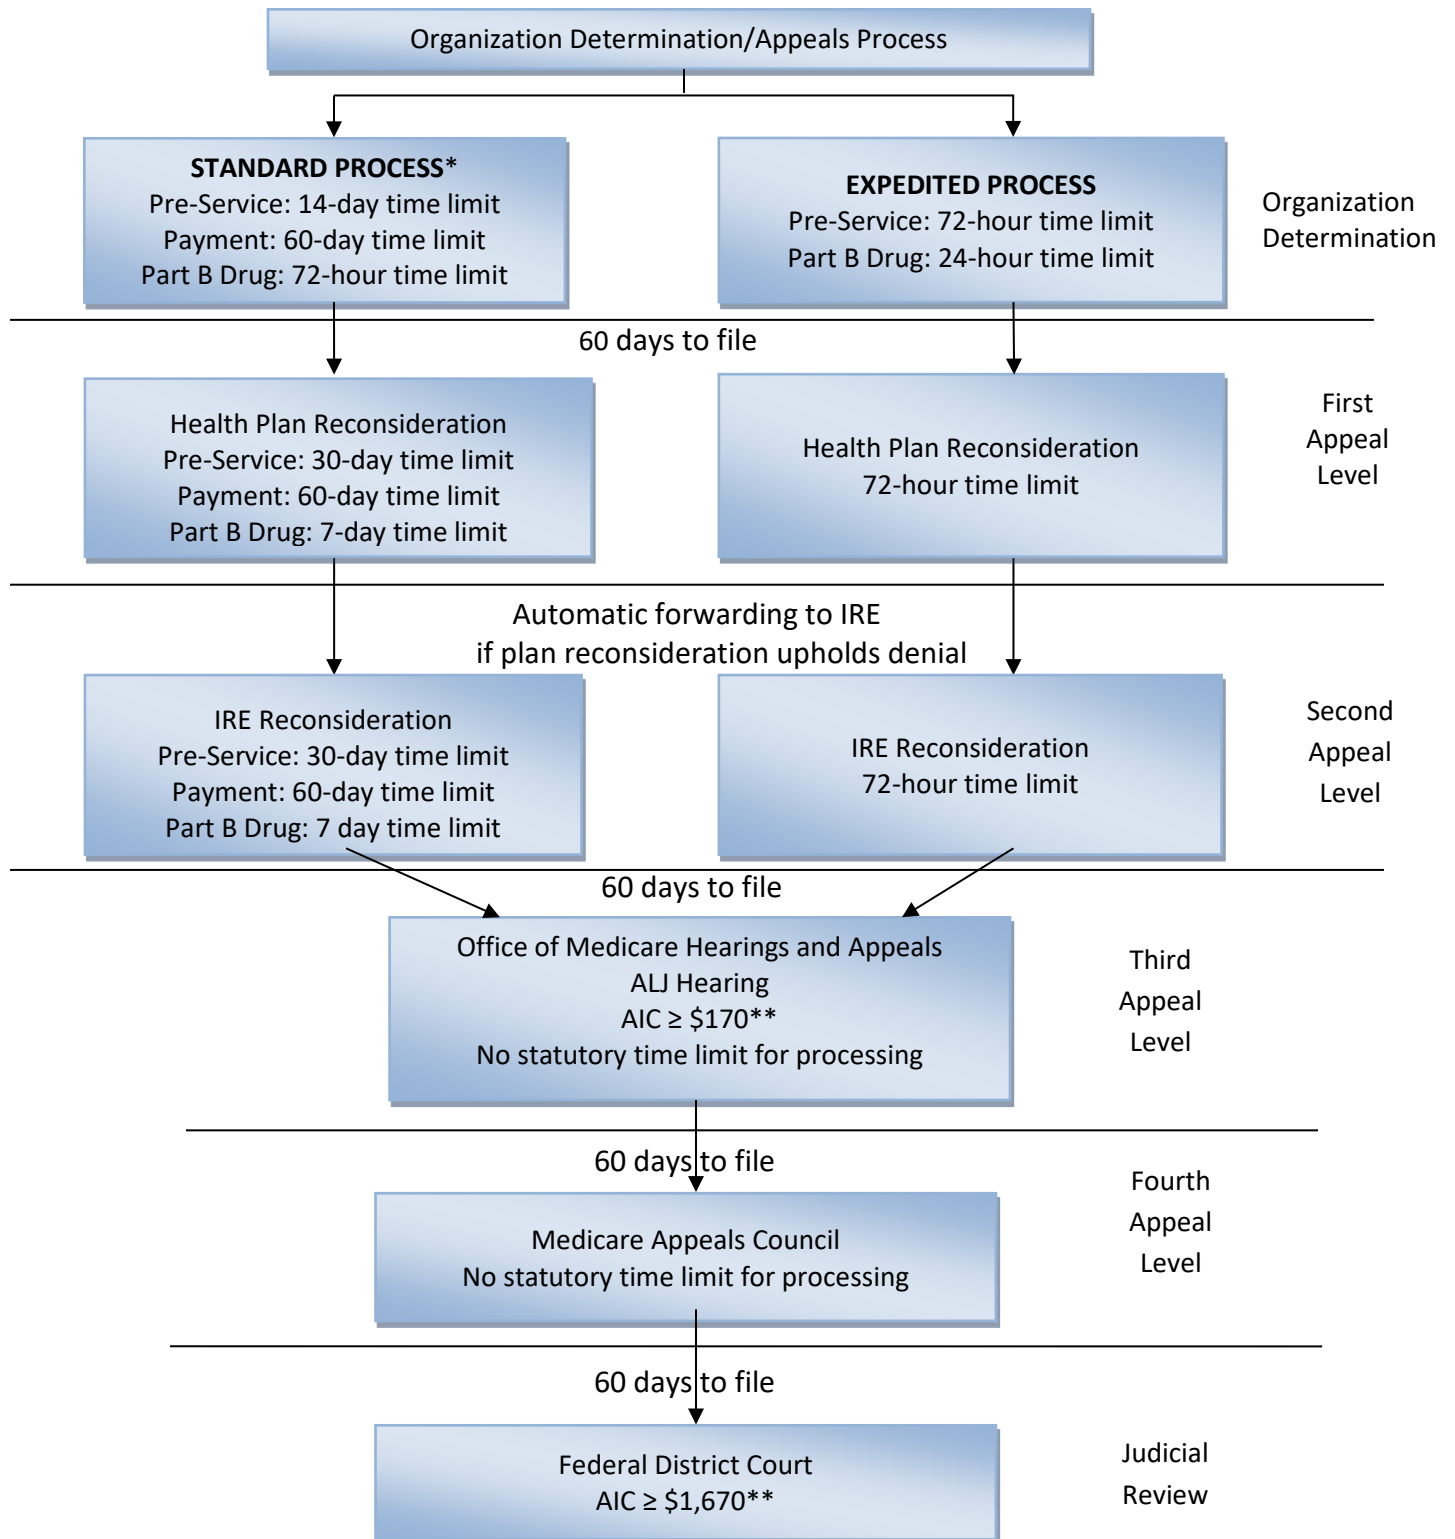 Organization Determination/Appeals Process
STANDARD PROCESS*
Pre-Service: 14-day time limit
Payment: 60-day time limit
Part B Drug: 72-hour time limit
EXPEDITED PROCESS
Pre-Service: 72-hour time limit
Part B Drug: 24-hour time limit
Organization
Determination
60 days to file
Health Plan Reconsideration
Pre-Service: 30-day time limit
Payment: 60-day time limit
Part B Drug: 7-day time limit
Health Plan Reconsideration
72-hour time limit
First
Appeal
Level
Automatic forwarding to IRE
if plan reconsideration upholds denial
IRE Reconsideration
Pre-Service: 30-day time limit
Payment: 60-day time limit
Part B Drug: 7 day time limit
IRE Reconsideration
72-hour time limit
Second
Appeal
Level
60 days to file
Office of Medicare Hearings and Appeals
ALJ Hearing
AIC ≥ $170**
No statutory time limit for processing
Third
Appeal
Level
60 days to file
Medicare Appeals Council
No statutory time limit for processing
Fourth
Appeal
Level
60 days to file
Federal District Court
AIC ≥ $1,670**
Judicial
Review